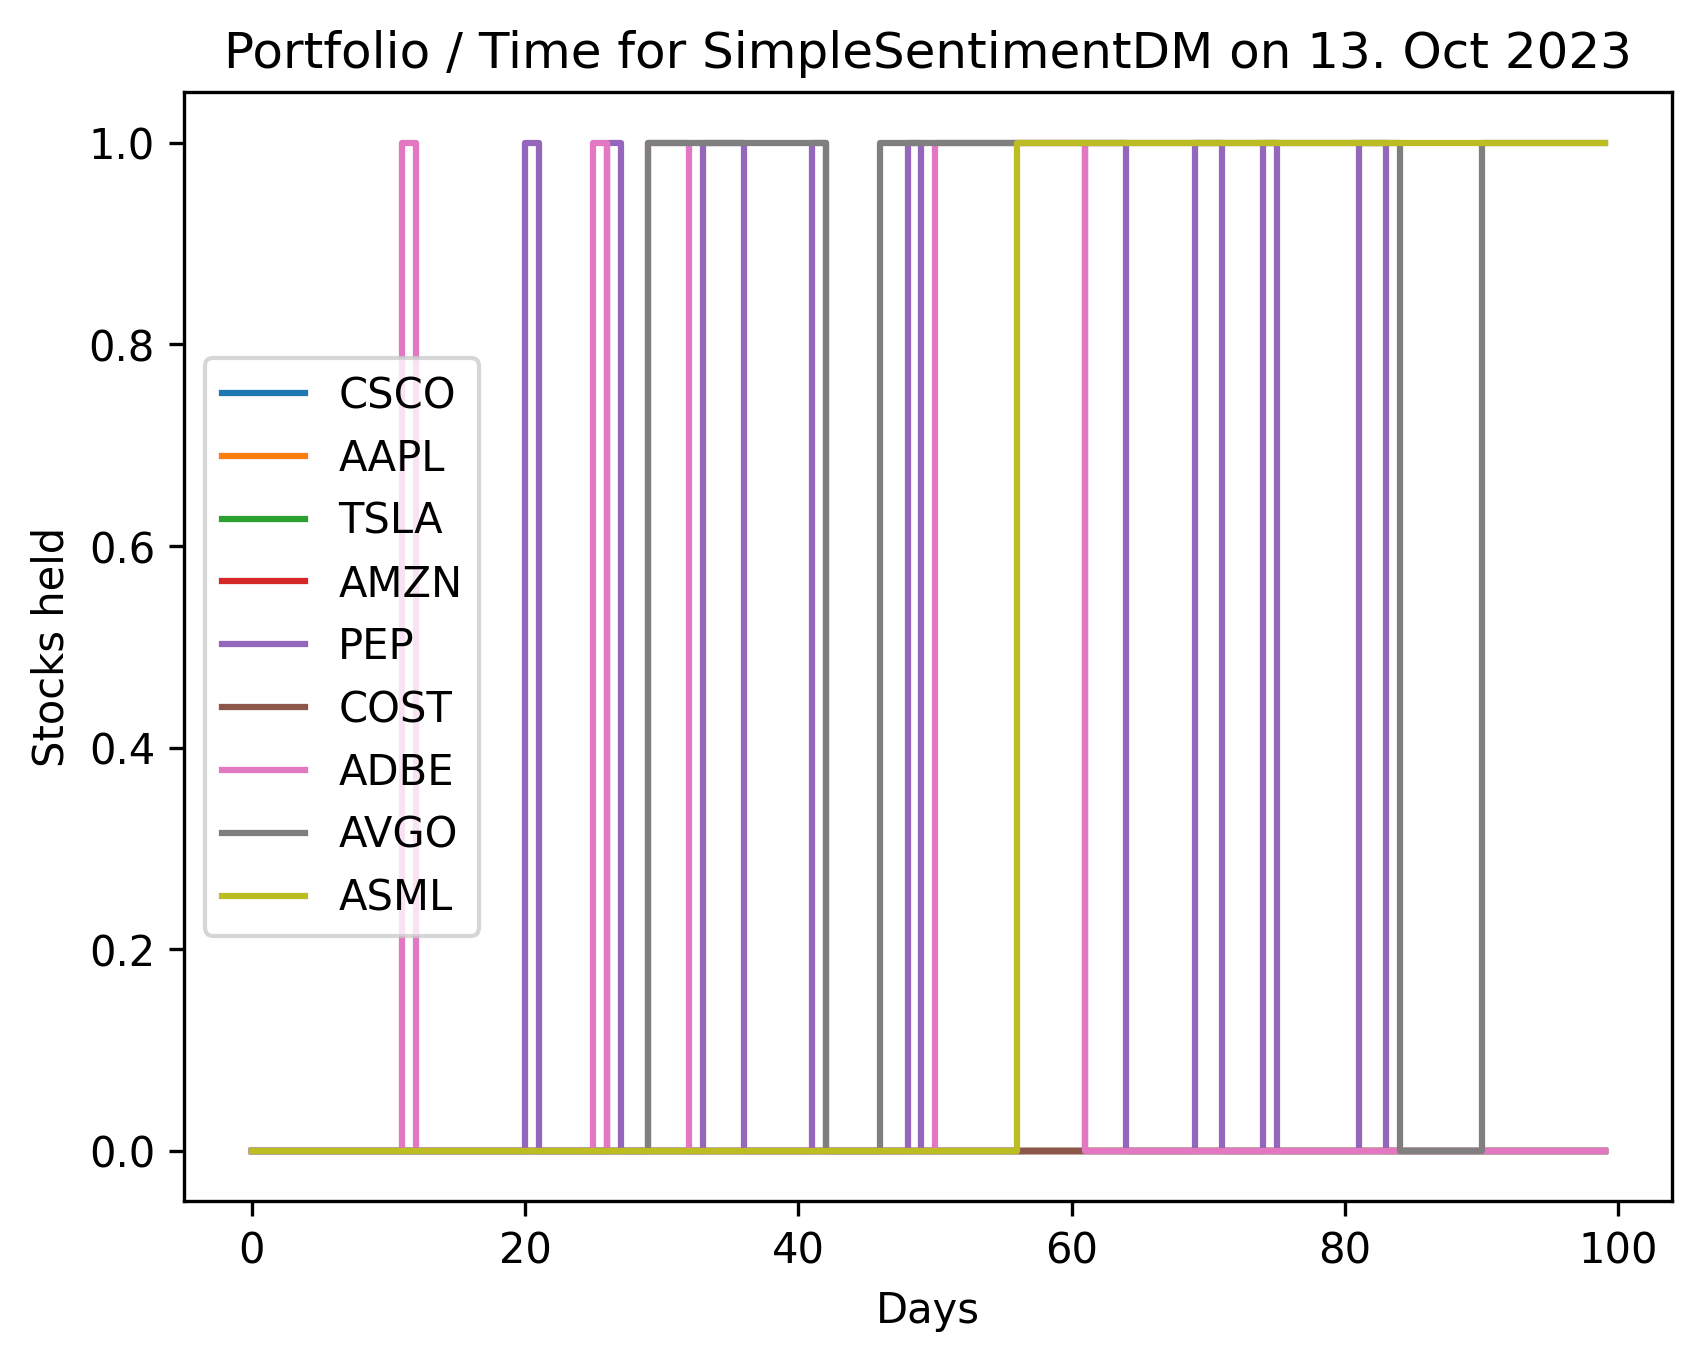 Portfolio / Time for SimpleSentimentDM on 13. Oct 2023
1.0
0.8
0.6
0.4
0.2
0.0
Stocks held
CSCO
AAPL
TSLA
AMZN
PEP
COST
ADBE
AVGO
ASML
0 20 40 60 80 100
Days